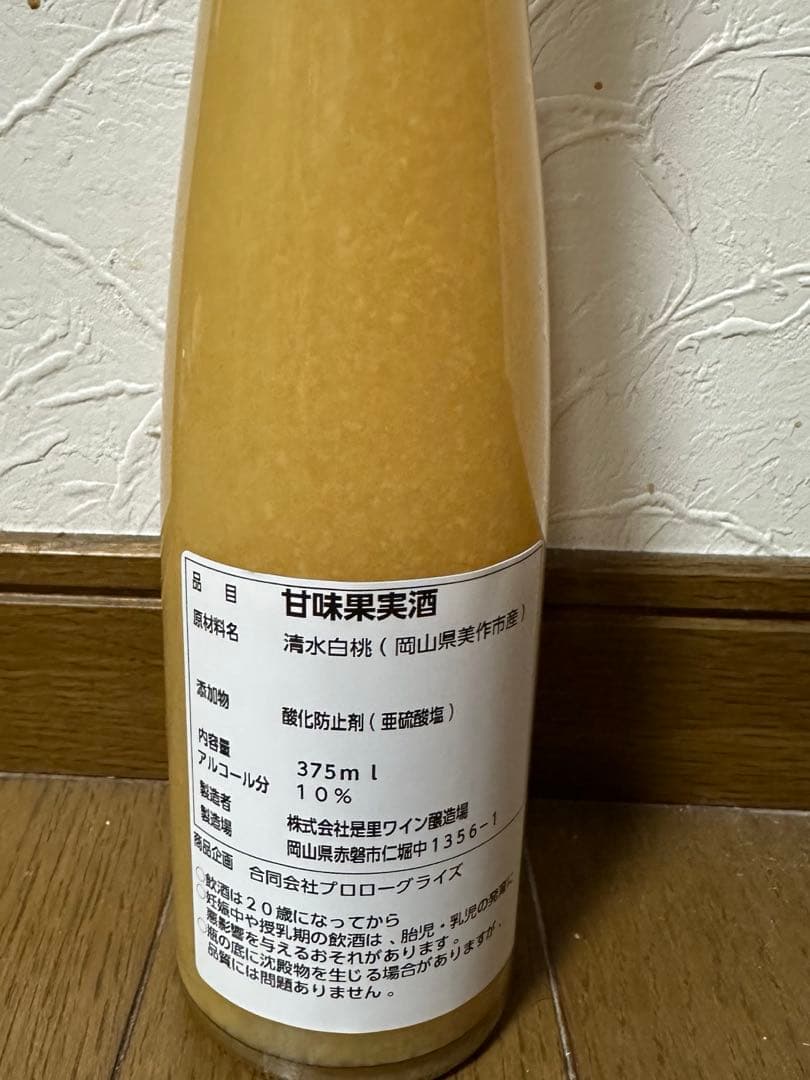 品目 甘味果実酒
原材料名 清水白桃(岡山県美作市産)
添加物 酸化防止剤(亜硫酸塩)
内容量 375ml
アルコール分 10%
製造者 株式会社是里ワイン醸造場
製造場 岡山県赤磐市仁堀中1356-1
商品企画 合同会社プロローグライズ
○飲酒は20歳になってから
○妊娠中や授乳期の飲酒は、胎児・乳児の発育に
悪影響を与えるおそれがあります。
○瓶の底に沈殿物を生じる場合がありますが、
品質には問題ありません。